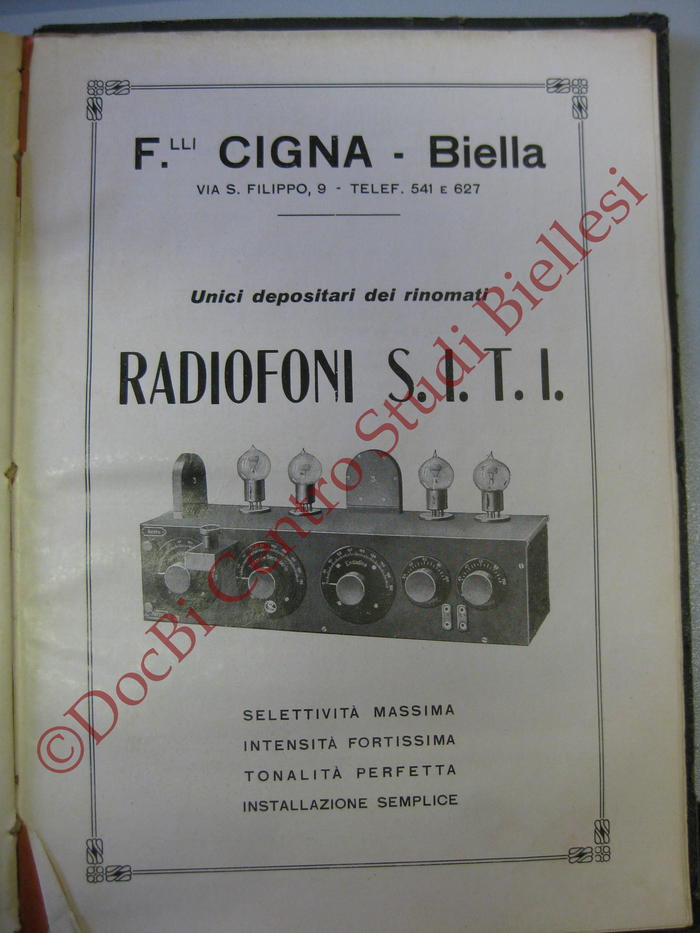 F.LLI CIGNA - Biella
VIA S. FILIPPO, 9 - TELEF. 541 E 627
Unici depositari dei rinomati
RADIOFONI S.I.T.I.
3
SELETTIVITÀ MASSIMA
INTENSITÀ FORTISSIMA
TONALITÀ PERFETTA
INSTALLAZIONE SEMPLICE
©DocBi Centro Studi Biellesi